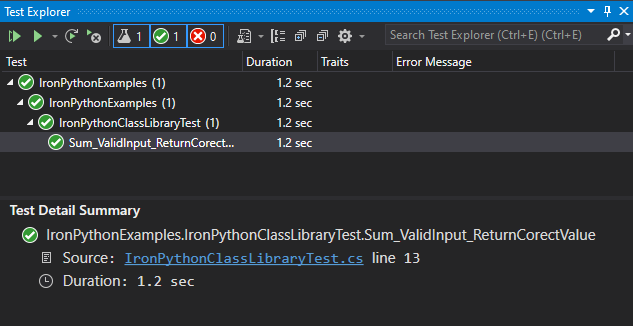 Test Explorer
1 1 0 Search Test Explorer (Ctrl+E) (Ctrl+E)
Test Duration Traits Error Message
IronPythonExamples (1) 1.2 sec
IronPythonExamples (1) 1.2 sec
IronPythonClassLibraryTest (1) 1.2 sec
Sum_ValidInput_ReturnCorect... 1.2 sec
Test Detail Summary
IronPythonExamples.IronPythonClassLibraryTest.Sum_ValidInput_ReturnCorectValue
Source: IronPythonClassLibraryTest.cs line 13
Duration: 1.2 sec